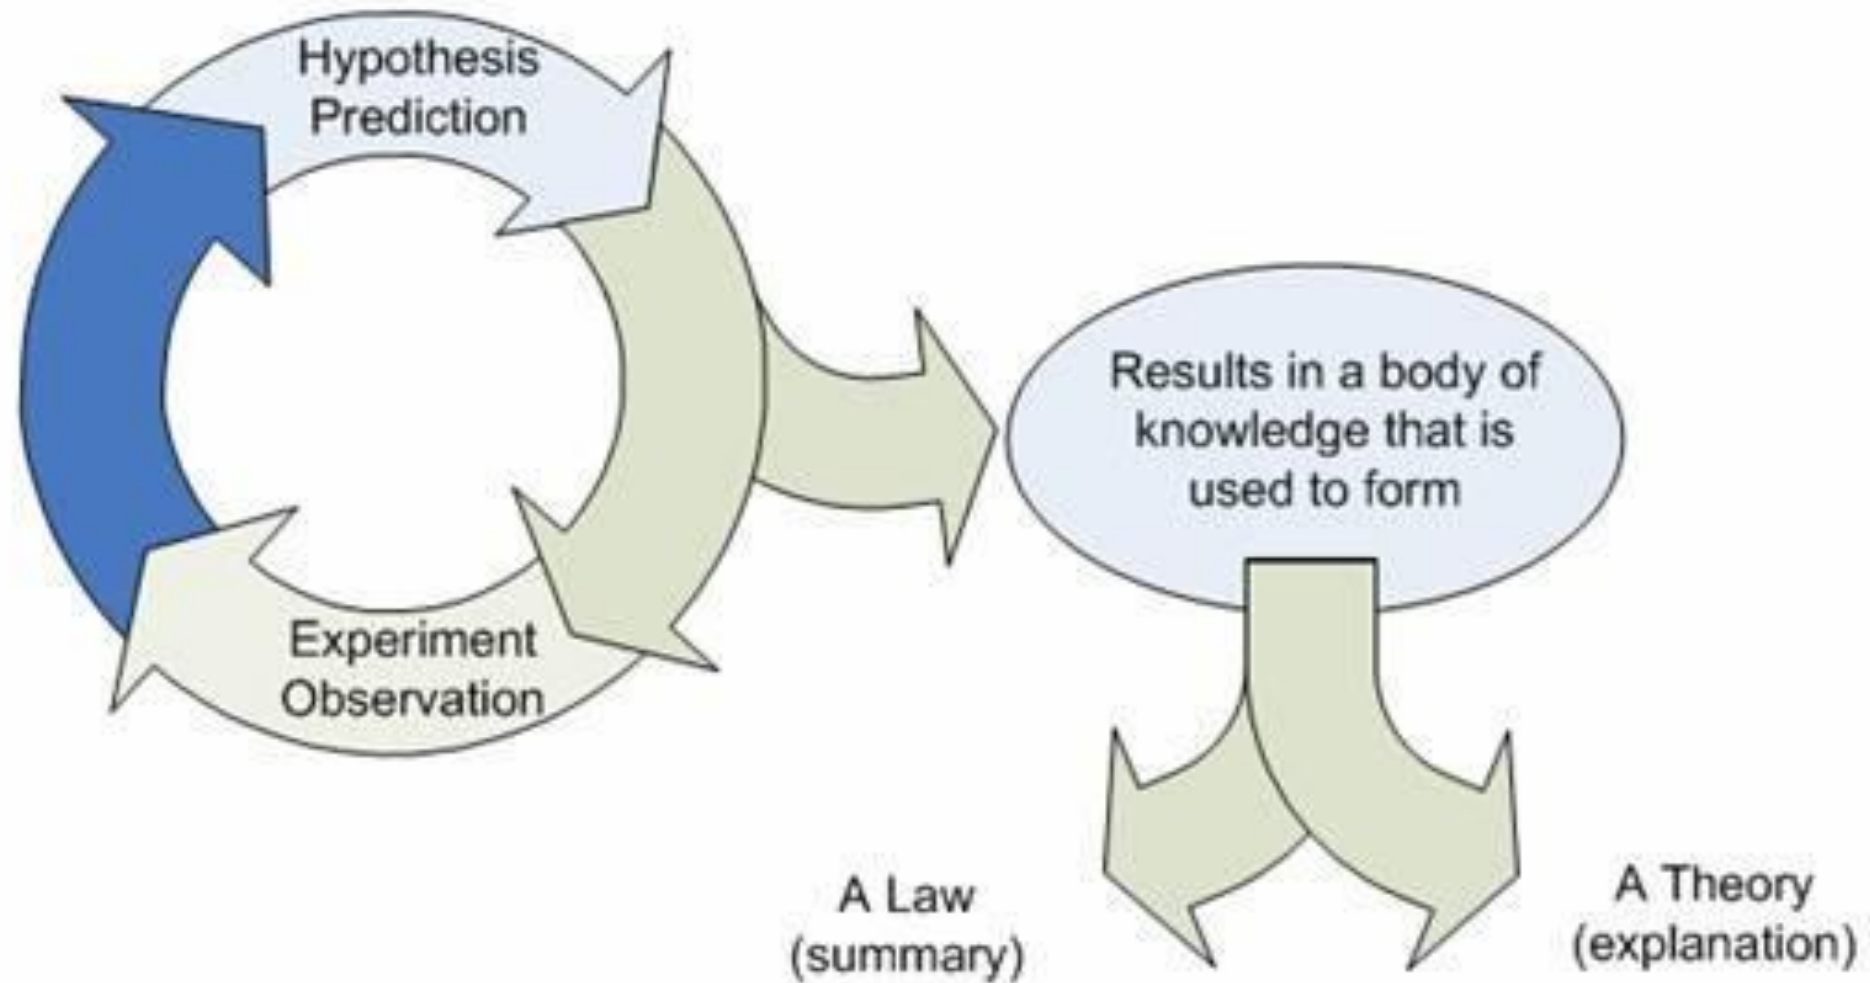 Hypothesis
Prediction
Experiment
Observation
Results in a body of
knowledge that is
used to form
A Law
(summary)
A Theory
(explanation)